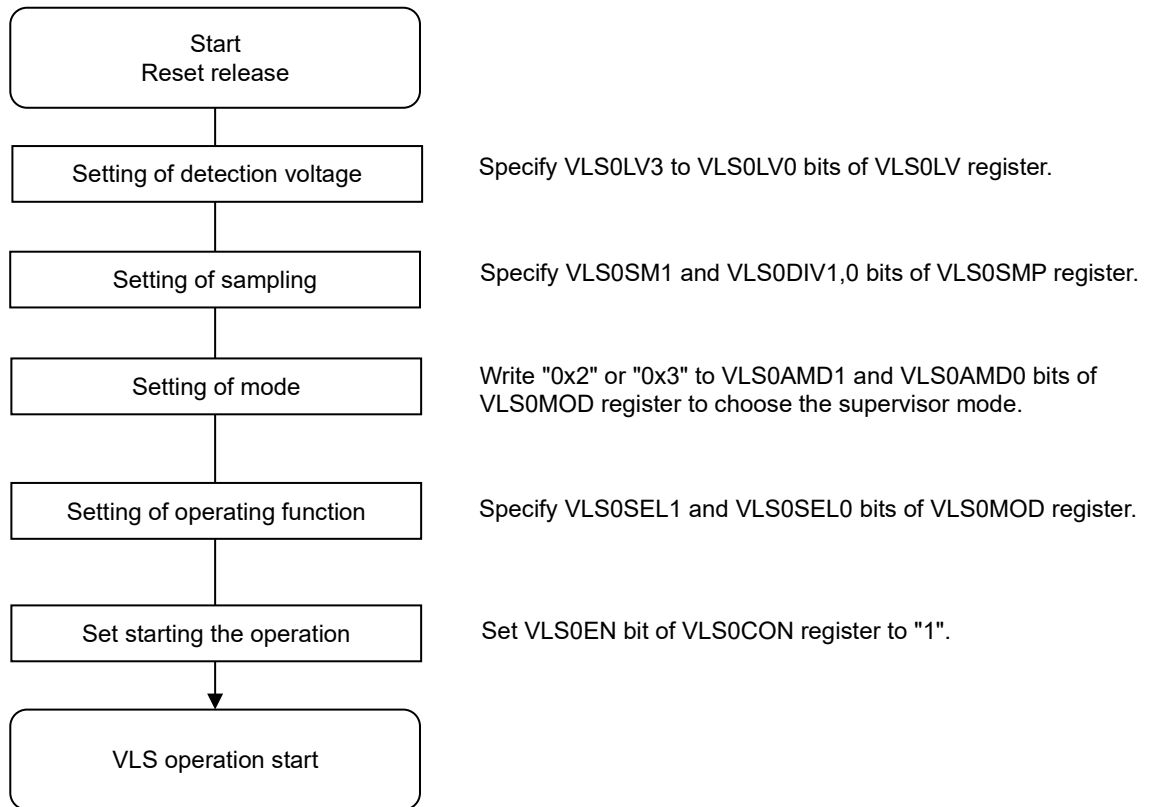 Start
Reset release
Setting of detection voltage
Specify VLS0LV3 to VLS0LV0 bits of VLS0LV register.
Setting of sampling
Specify VLS0SM1 and VLS0DIV1,0 bits of VLS0SMP register.
Setting of mode
Write "0x2" or "0x3" to VLS0AMD1 and VLS0AMD0 bits of
VLS0MOD register to choose the supervisor mode.
Setting of operating function
Specify VLS0SEL1 and VLS0SEL0 bits of VLS0MOD register.
Set starting the operation
Set VLS0EN bit of VLS0CON register to "1".
VLS operation start